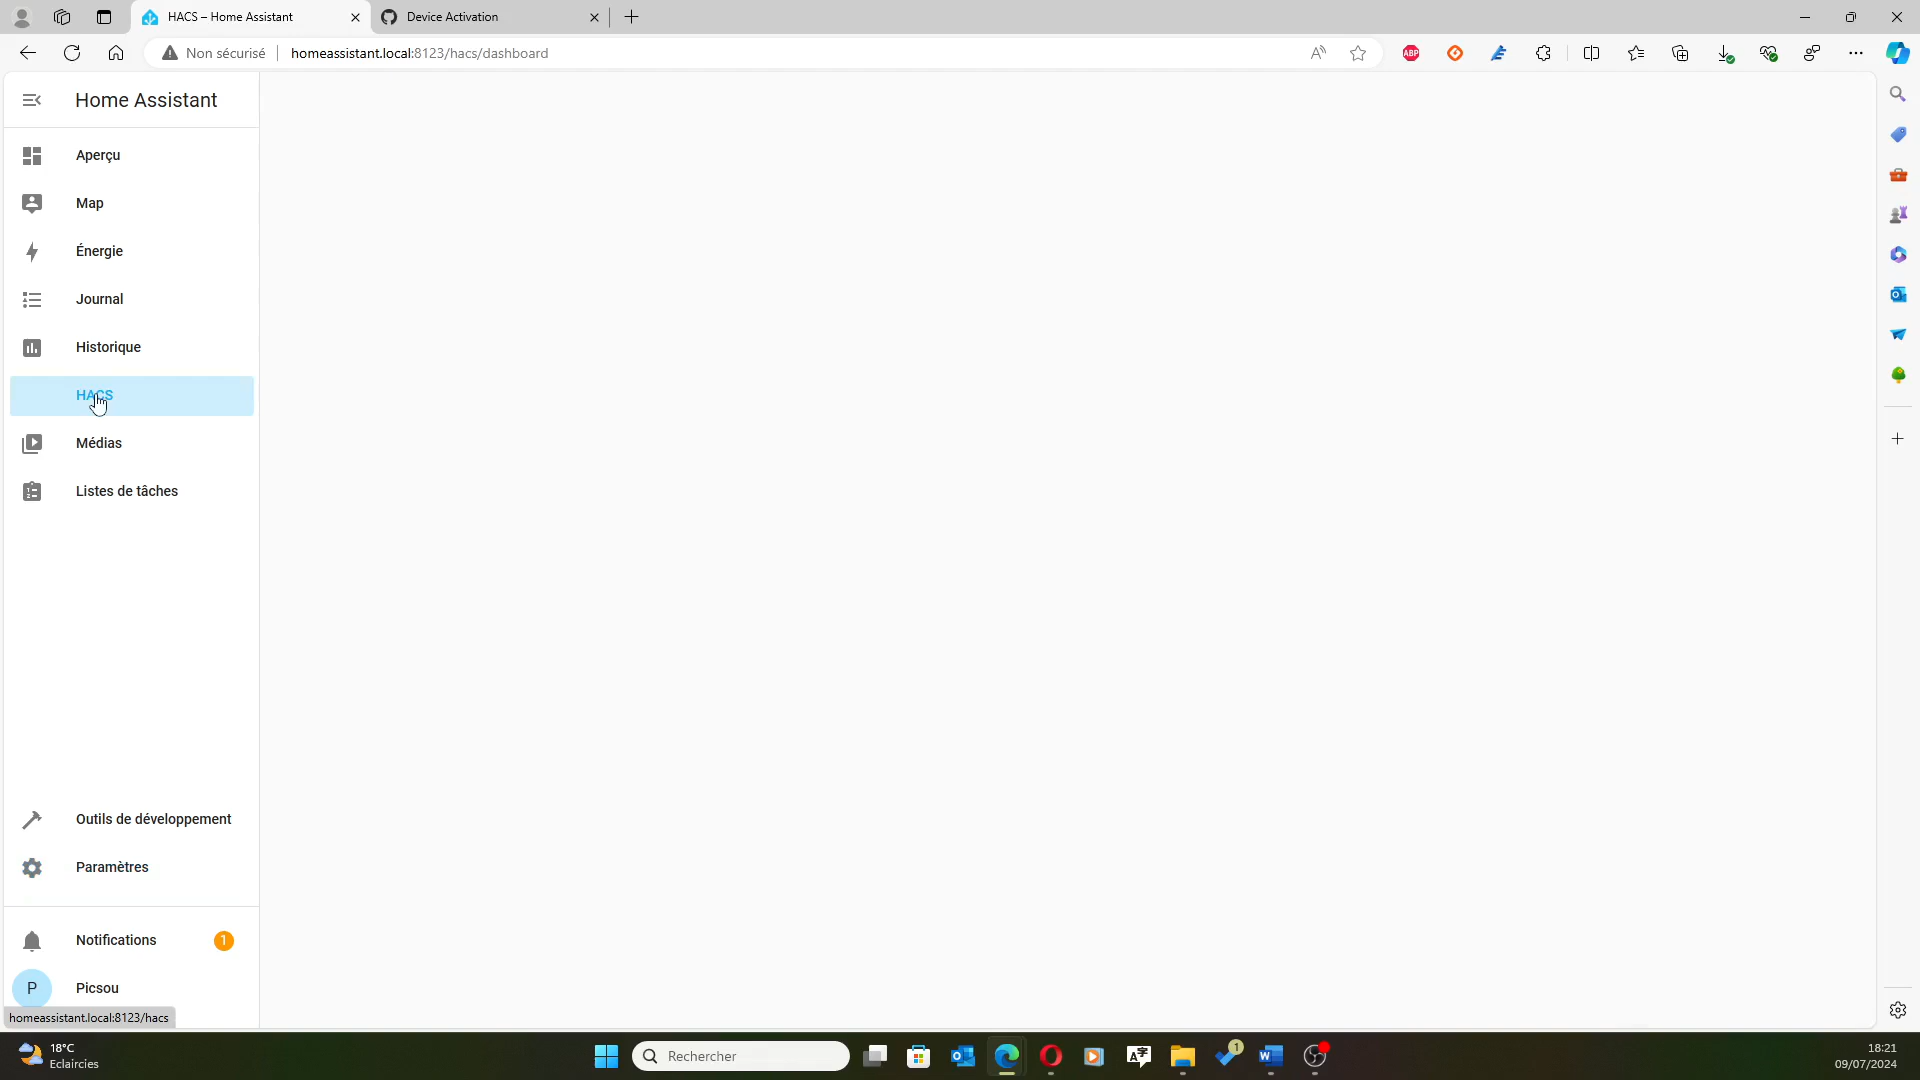 HACS – Home Assistant
Device Activation
Non sécurisé
homeassistant.local:8123/hacs/dashboard
ABP
Home Assistant
Aperçu
Map
Énergie
Journal
Historique
HACS
Médias
Listes de tâches
Outils de développement
Paramètres
Notifications 1
P Picsou
homeassistant.local:8123/hacs
18°C
Eclaircies
Rechercher
1
18:21
09/07/2024